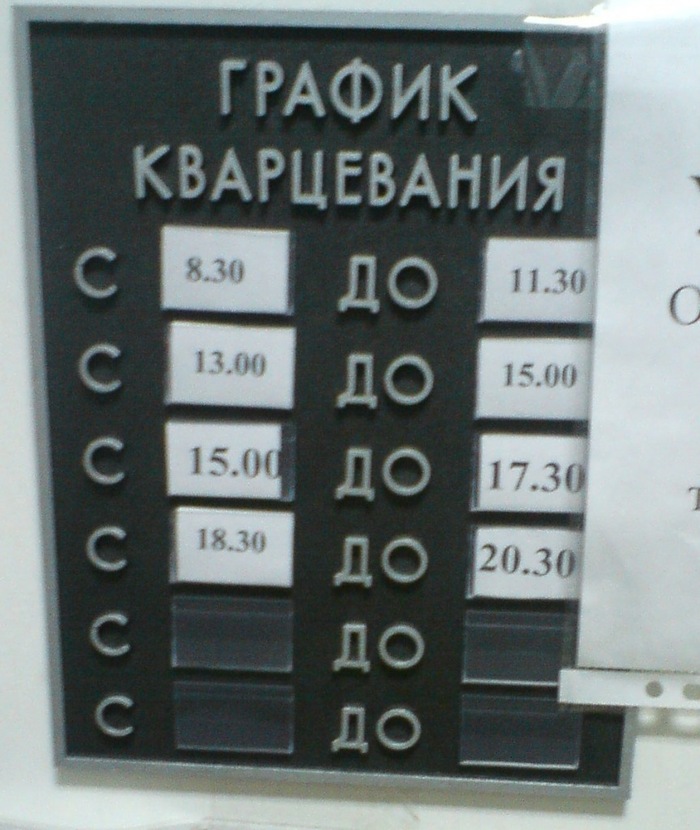 ГРАФИК
КВАРЦЕВАНИЯ
С 8.30 ДО 11.30
С 13.00 ДО 15.00
С 15.00 ДО 17.30
С 18.30 ДО 20.30
С ДО
С ДО